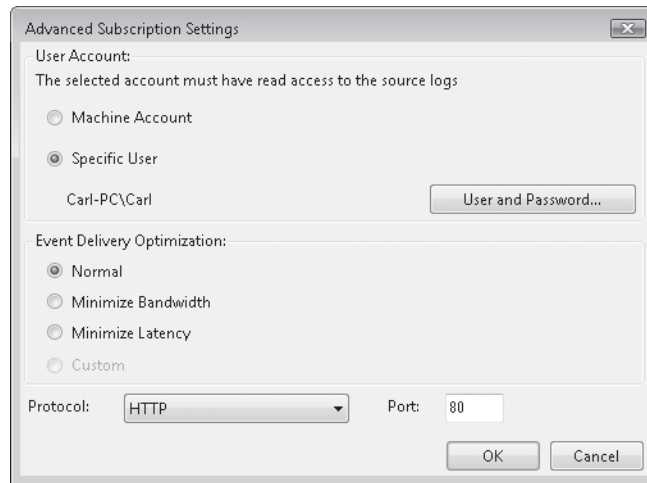 Advanced Subscription Settings
User Account:
The selected account must have read access to the source logs
Machine Account
Specific User
Carl-PC\Carl
User and Password...
Event Delivery Optimization:
Normal
Minimize Bandwidth
Minimize Latency
Custom
Protocol: HTTP Port: 80
OK Cancel